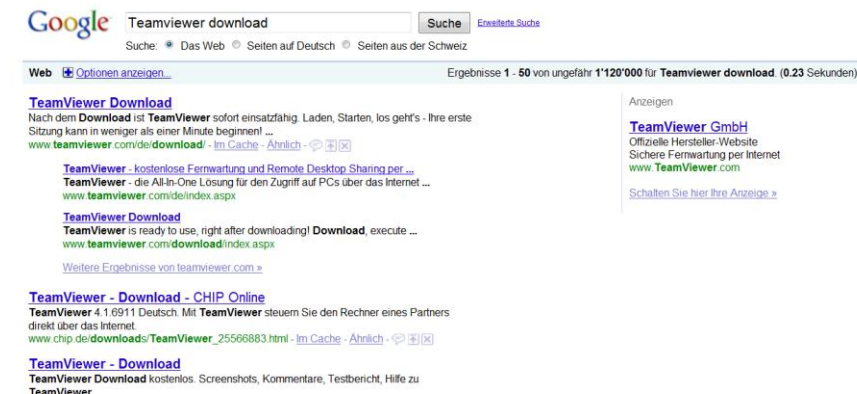 Google Teamviewer download Suche Erweiterte Suche
Suche: Das Web Seiten auf Deutsch Seiten aus der Schweiz
Web Optionen anzeigen... Ergebnisse 1 - 50 von ungefähr 1'120'000 für Teamviewer download. (0.23 Sekunden)
TeamViewer Download
Nach dem Download ist TeamViewer sofort einsatzfähig. Laden, Starten, los geht's - Ihre erste
Sitzung kann in weniger als einer Minute beginnen! ...
www.teamviewer.com/de/download/ - Im Cache - Ähnlich -
TeamViewer - kostenlose Fernwartung und Remote Desktop Sharing per ...
TeamViewer - die All-In-One Lösung für den Zugriff auf PCs über das Internet ...
www.teamviewer.com/de/index.aspx
TeamViewer Download
TeamViewer is ready to use, right after downloading! Download, execute ...
www.teamviewer.com/download/index.aspx
Weitere Ergebnisse von teamviewer.com »
TeamViewer - Download - CHIP Online
TeamViewer 4.1.6911 Deutsch. Mit TeamViewer steuern Sie den Rechner eines Partners
direkt über das Internet.
www.chip.de/downloads/TeamViewer_25566883.html - Im Cache - Ähnlich -
TeamViewer - Download
TeamViewer Download kostenlos. Screenshots, Kommentare, Testbericht, Hilfe zu
TeamViewer
Anzeigen
TeamViewer GmbH
Offizielle Hersteller-Website
Sichere Fernwartung per Internet
www.TeamViewer.com
Schalten Sie hier Ihre Anzeige »